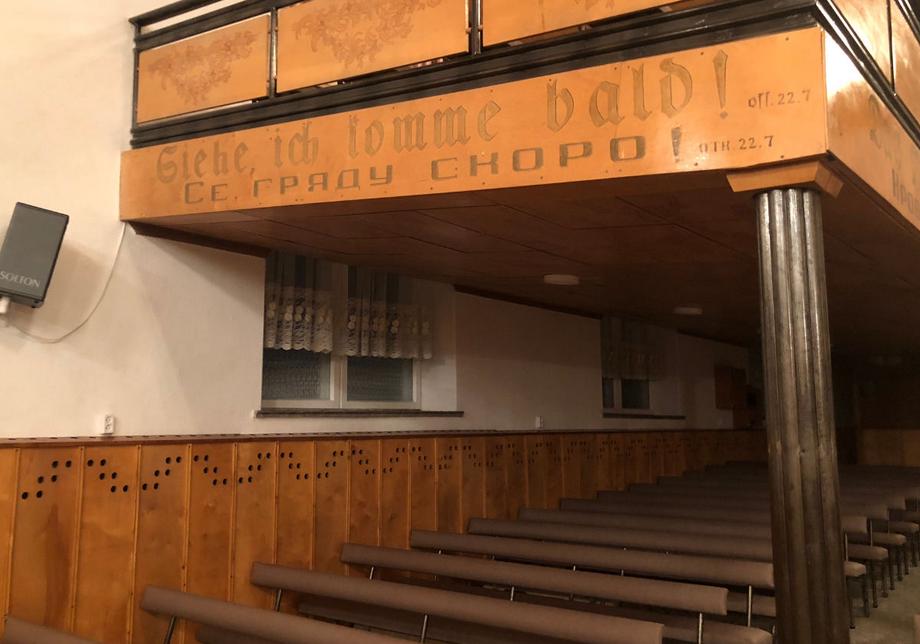 Siehe, ich komme bald! off. 22.7
Се, гряду СКОРО! отк. 22.7
SOLTON